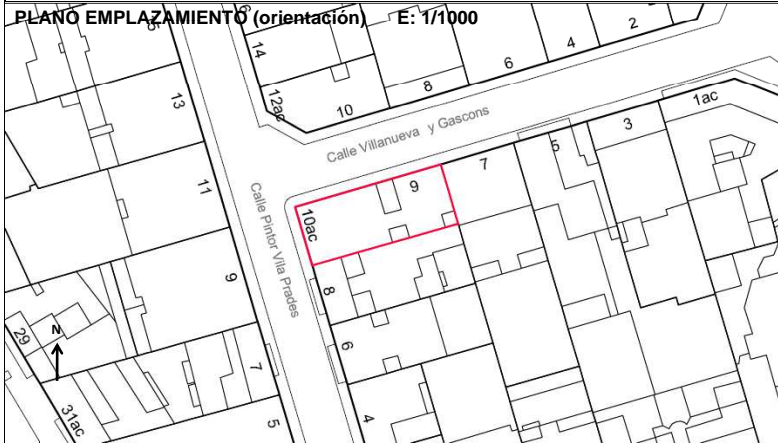 PLANO EMPLAZAMIENTO (orientación) E: 1/1000
14
12ac
10
8
6
4
2
13
11
9
7
5
Calle Villanueva y Gascons
Calle Pintor Vila Prades
10ac
9
7
5
3
1ac
8
6
4
29
31ac
N